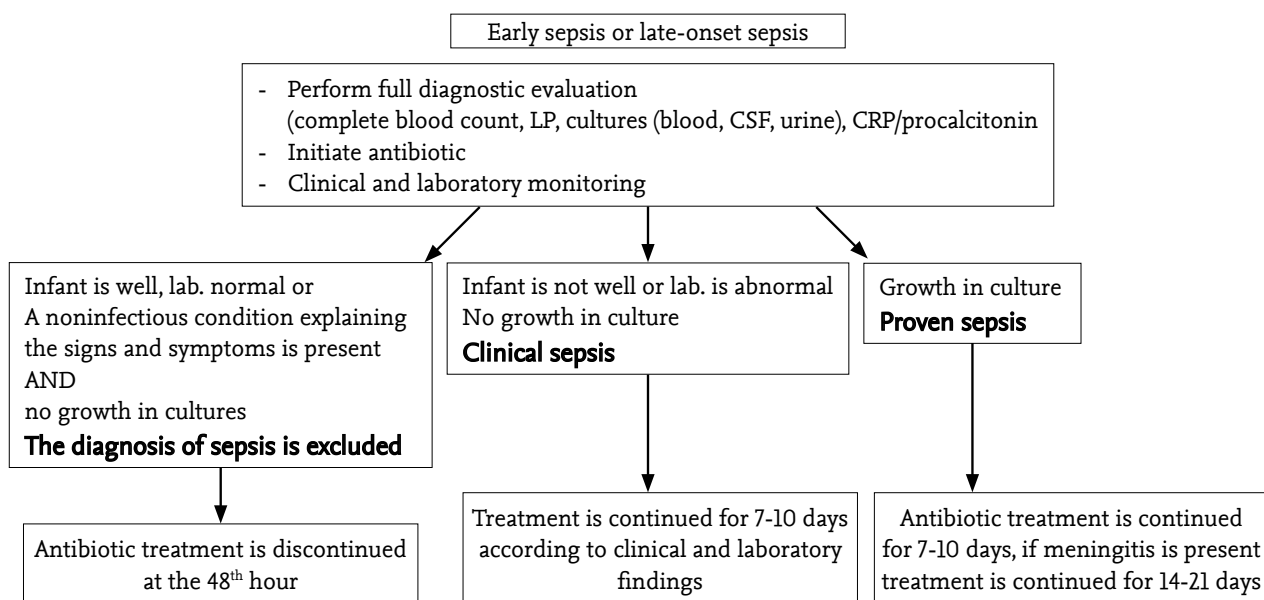 Early sepsis or late-onset sepsis
- Perform full diagnostic evaluation
(complete blood count, LP, cultures (blood, CSF, urine), CRP/procalcitonin
- Initiate antibiotic
- Clinical and laboratory monitoring
Infant is well, lab. normal or
A noninfectious condition explaining
the signs and symptoms is present
AND
no growth in cultures
The diagnosis of sepsis is excluded
Infant is not well or lab. is abnormal
No growth in culture
Clinical sepsis
Growth in culture
Proven sepsis
Antibiotic treatment is discontinued
at the 48th hour
Treatment is continued for 7-10 days
according to clinical and laboratory
findings
Antibiotic treatment is continued
for 7-10 days, if meningitis is present
treatment is continued for 14-21 days